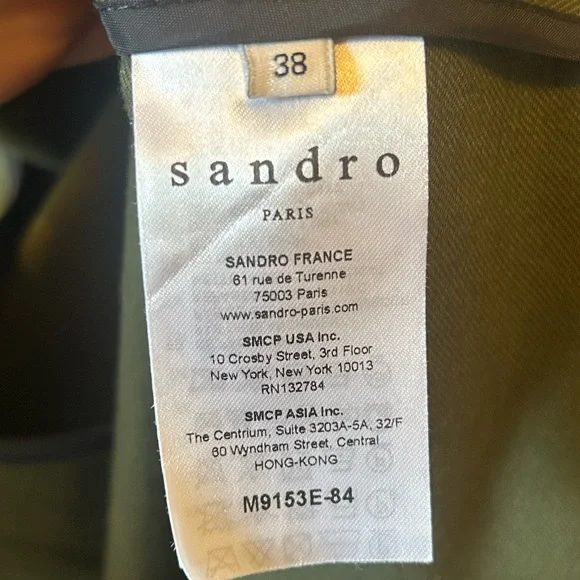 38
sandro
PARIS
SANDRO FRANCE
61 rue de Turenne
75003 Paris
www.sandro-paris.com
SMCP USA Inc.
10 Crosby Street, 3rd Floor
New York, New York 10013
RN132784
SMCP ASIA Inc.
The Centrium, Suite 3203A-5A, 32/F
60 Wyndham Street, Central
HONG-KONG
M9153E-84